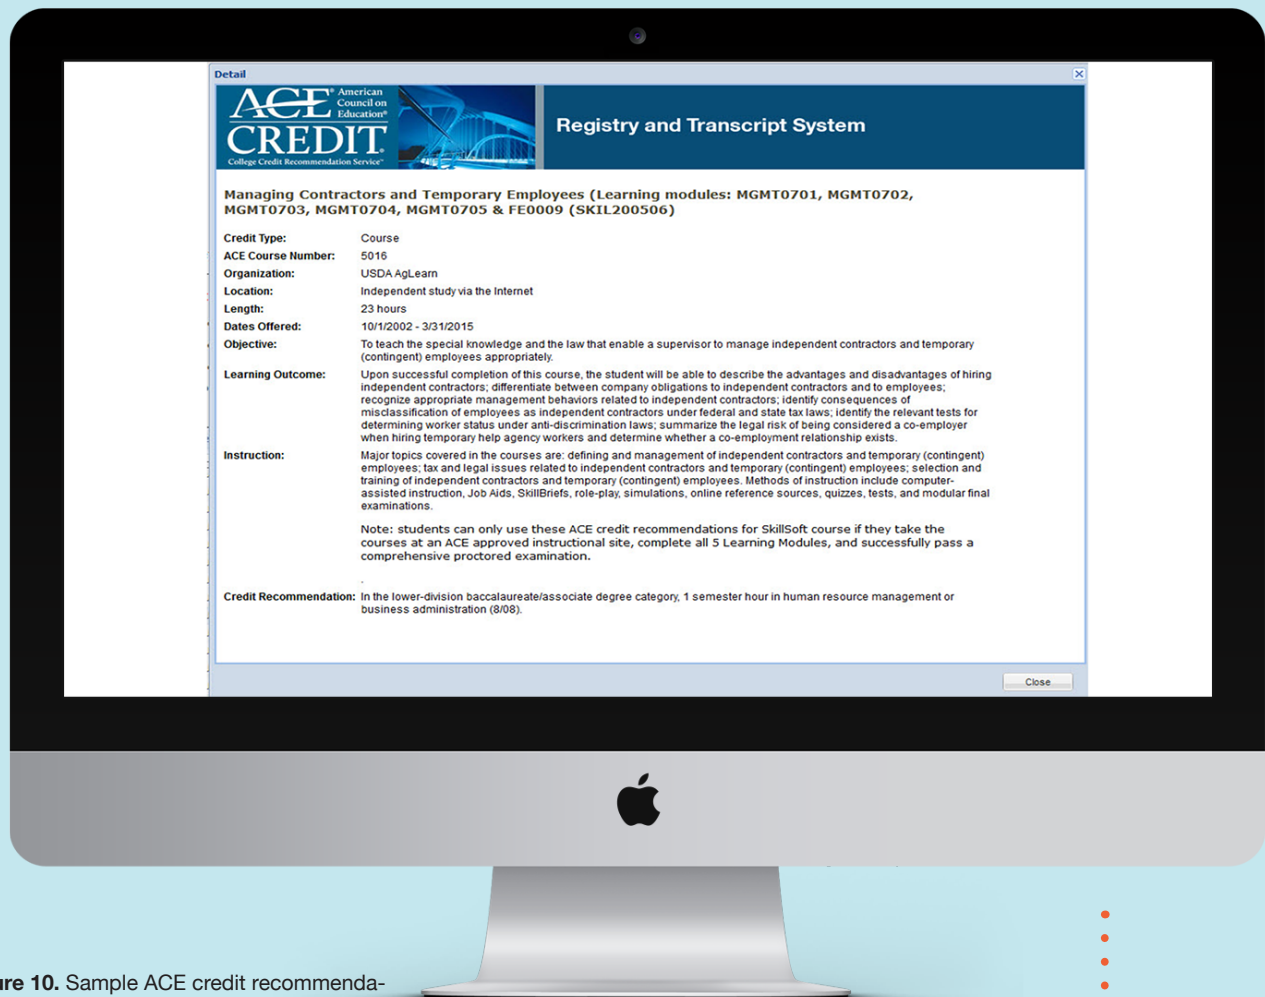 Detail
ACE® American
Council on
Education®
CREDIT®
College Credit Recommendation Service™
Registry and Transcript System
Managing Contractors and Temporary Employees (Learning modules: MGMT0701, MGMT0702,
MGMT0703, MGMT0704, MGMT0705 & FE0009 (SKIL200506)
Credit Type: Course
ACE Course Number: 5016
Organization: USDA AgLearn
Location: Independent study via the Internet
Length: 23 hours
Dates Offered: 10/1/2002 - 3/31/2015
Objective: To teach the special knowledge and the law that enable a supervisor to manage independent contractors and temporary
(contingent) employees appropriately.
Learning Outcome: Upon successful completion of this course, the student will be able to describe the advantages and disadvantages of hiring
independent contractors; differentiate between company obligations to independent contractors and to employees;
recognize appropriate management behaviors related to independent contractors; identify consequences of
misclassification of employees as independent contractors under federal and state tax laws; identify the relevant tests for
determining worker status under anti-discrimination laws; summarize the legal risk of being considered a co-employer
when hiring temporary help agency workers and determine whether a co-employment relationship exists.
Instruction: Major topics covered in the courses are: defining and management of independent contractors and temporary (contingent)
employees; tax and legal issues related to independent contractors and temporary (contingent) employees; selection and
training of independent contractors and temporary (contingent) employees. Methods of instruction include computer-
assisted instruction, Job Aids, SkillBriefs, role-play, simulations, online reference sources, quizzes, tests, and modular final
examinations.
Note: students can only use these ACE credit recommendations for SkillSoft course if they take the
courses at an ACE approved instructional site, complete all 5 Learning Modules, and successfully pass a
comprehensive proctored examination.
.
Credit Recommendation: In the lower-division baccalaureate/associate degree category, 1 semester hour in human resource management or
business administration (8/08).
Close
ure 10. Sample ACE credit recommenda-